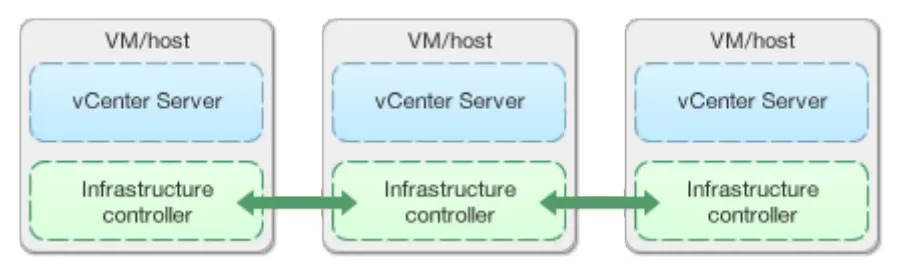 VM/host
vCenter Server
Infrastructure
controller
VM/host
vCenter Server
Infrastructure
controller
VM/host
vCenter Server
Infrastructure
controller